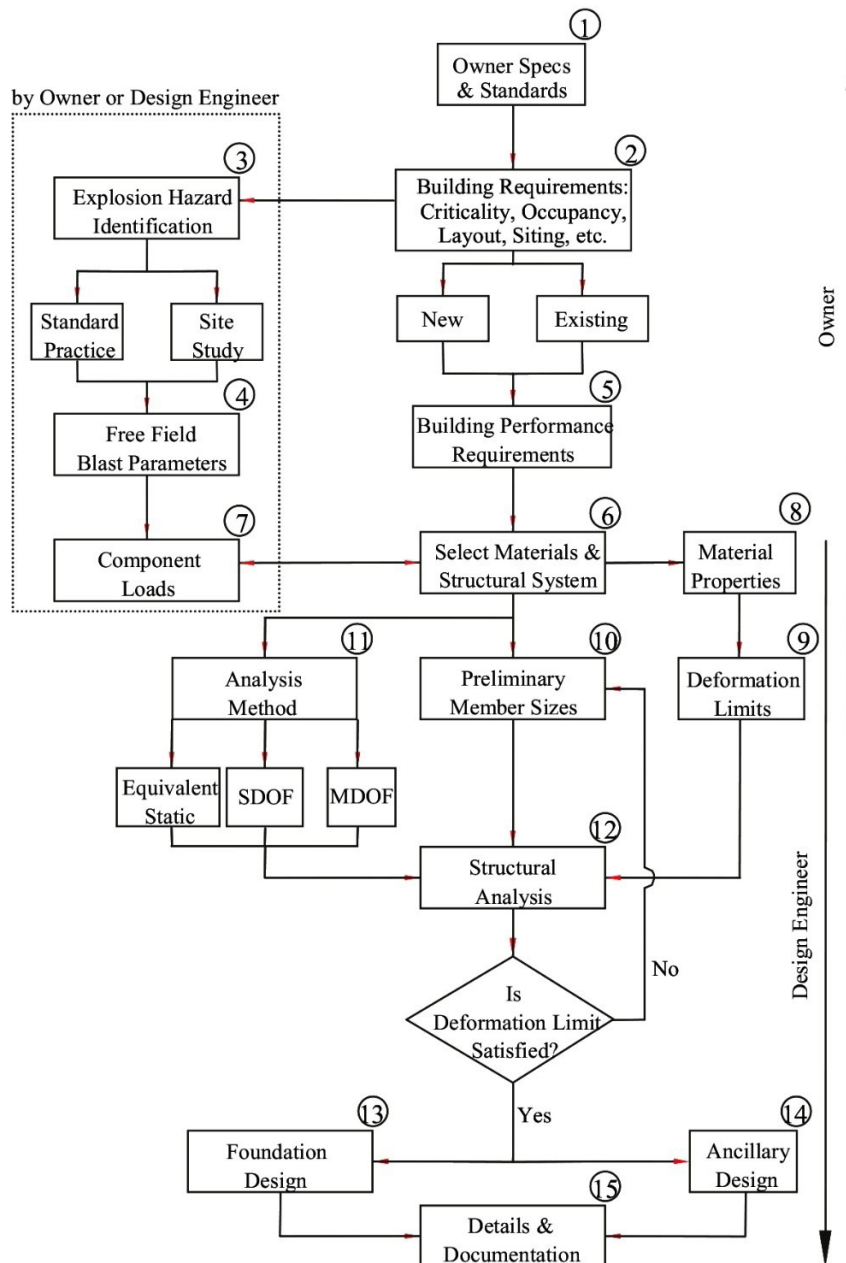 1
Owner Specs
& Standards
by Owner or Design Engineer
2
Building Requirements:
Criticality, Occupancy,
Layout, Siting, etc.
3
Explosion Hazard
Identification
Standard
Practice
Site
Study
New
Existing
Owner
4
Free Field
Blast Parameters
5
Building Performance
Requirements
7
Component
Loads
6
Select Materials &
Structural System
8
Material
Properties
11
Analysis
Method
10
Preliminary
Member Sizes
9
Deformation
Limits
Equivalent
Static
SDOF
MDOF
12
Structural
Analysis
Design Engineer
Is
Deformation Limit
Satisfied?
No
Yes
13
Foundation
Design
14
Ancillary
Design
15
Details &
Documentation